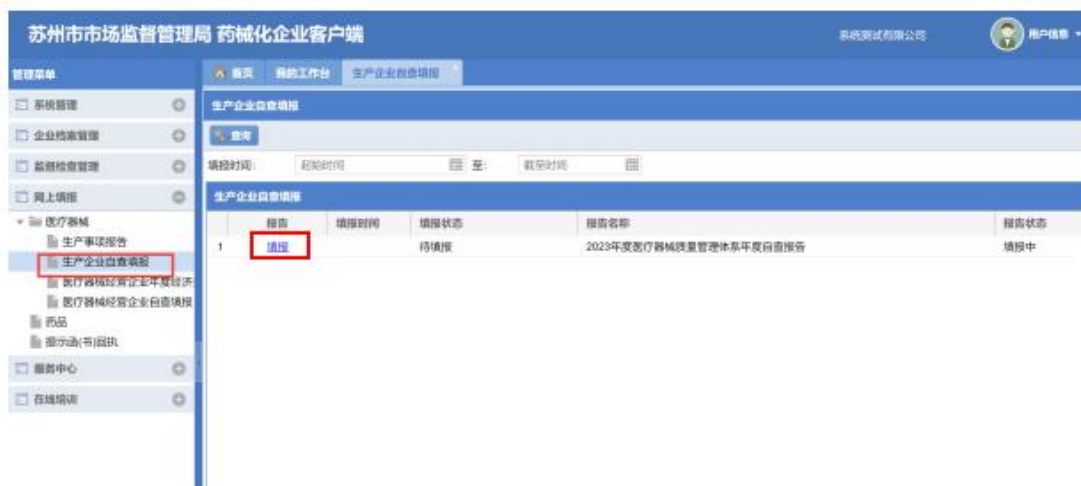 苏州市市场监督管理局 药械化企业客户端
系统测试有限公司
用户信息
管理菜单
首页 我的工作台 生产企业自查填报
系统管理
生产企业自查填报
企业档案管理
查询
监督检查管理
填报时间: 起始时间 至: 截至时间
网上填报
生产企业自查填报
医疗器械
报告 填报时间 填报状态 报告名称 报告状态
生产事项报告
1 填报 待填报 2023年度医疗器械质量管理体系年度自查报告 填报中
生产企业自查填报
医疗器械经营企业年度经济
医疗器械经营企业自查填报
药品
提示函(书)回执
服务中心
在线培训